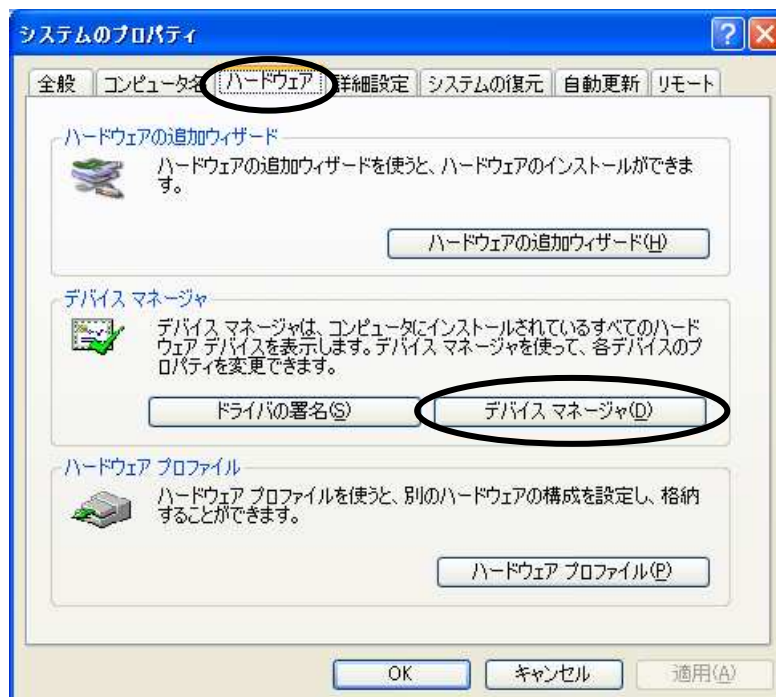 システムのプロパティ
全般 コンピュータ名 ハードウェア 詳細設定 システムの復元 自動更新 リモート
ハードウェアの追加ウィザード
ハードウェアの追加ウィザードを使うと、ハードウェアのインストールができま
す。
ハードウェアの追加ウィザード(H)
デバイス マネージャ
デバイス マネージャは、コンピュータにインストールされているすべてのハード
ウェア デバイスを表示します。デバイス マネージャを使って、各デバイスのプ
ロパティを変更できます。
ドライバの署名(S) デバイス マネージャ(D)
ハードウェア プロファイル
ハードウェア プロファイルを使うと、別のハードウェアの構成を設定し、格納
することができます。
ハードウェア プロファイル(P)
OK キャンセル 適用(A)